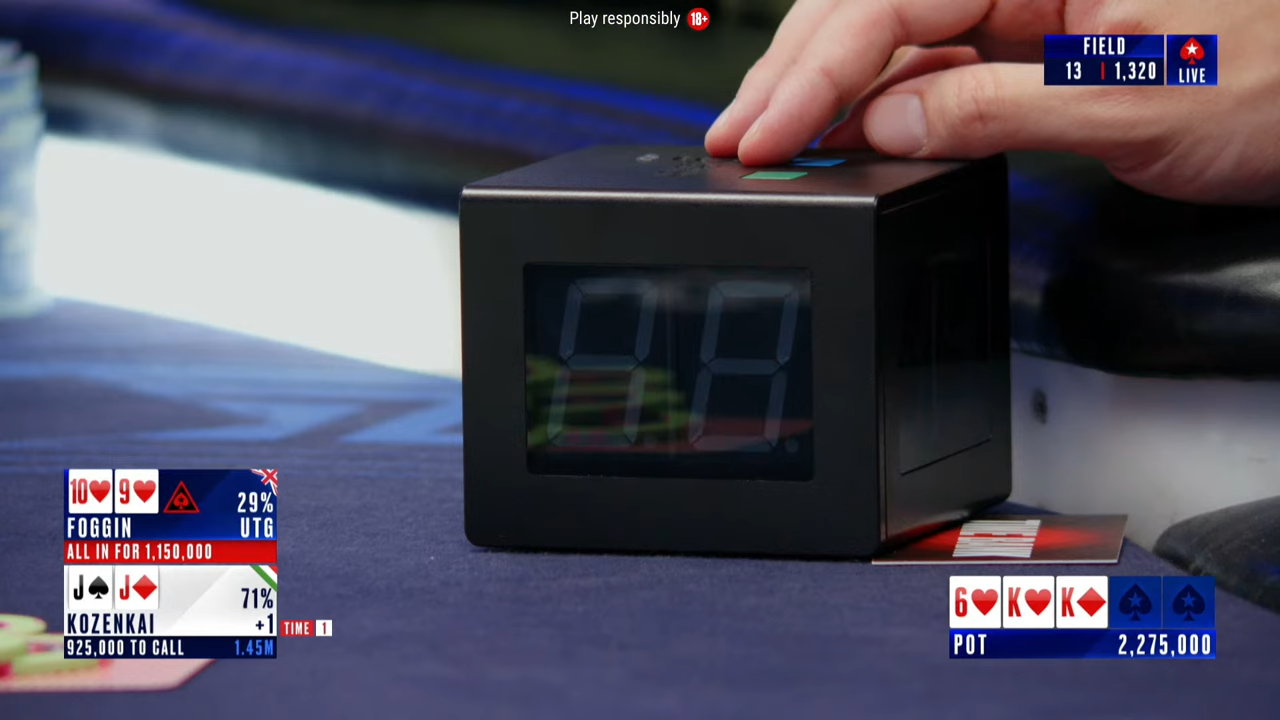 Play responsibly 18+
FIELD
13 | 1,320
LIVE
10 9 29%
FOGGIN UTG
ALL IN FOR 1,150,000
J J 71%
KOZENKAI +1
TIME 1
925,000 TO CALL 1.45M
6 K K
POT 2,275,000